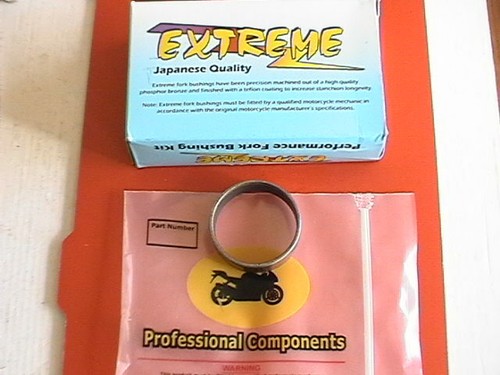 EXTREME
Japanese Quality
Extreme fork bushings have been precision machined out of a high quality
phosphor bronze and finished with a teflon coating to increase stanchion longevity.
Note: Extreme fork bushings must be fitted by a qualified motorcycle mechanic in
accordance with the original motorcycle manufacturer's specifications.
Performance Fork Bushing Kit
EXTREME
Part Number
Professional Components
WARNING